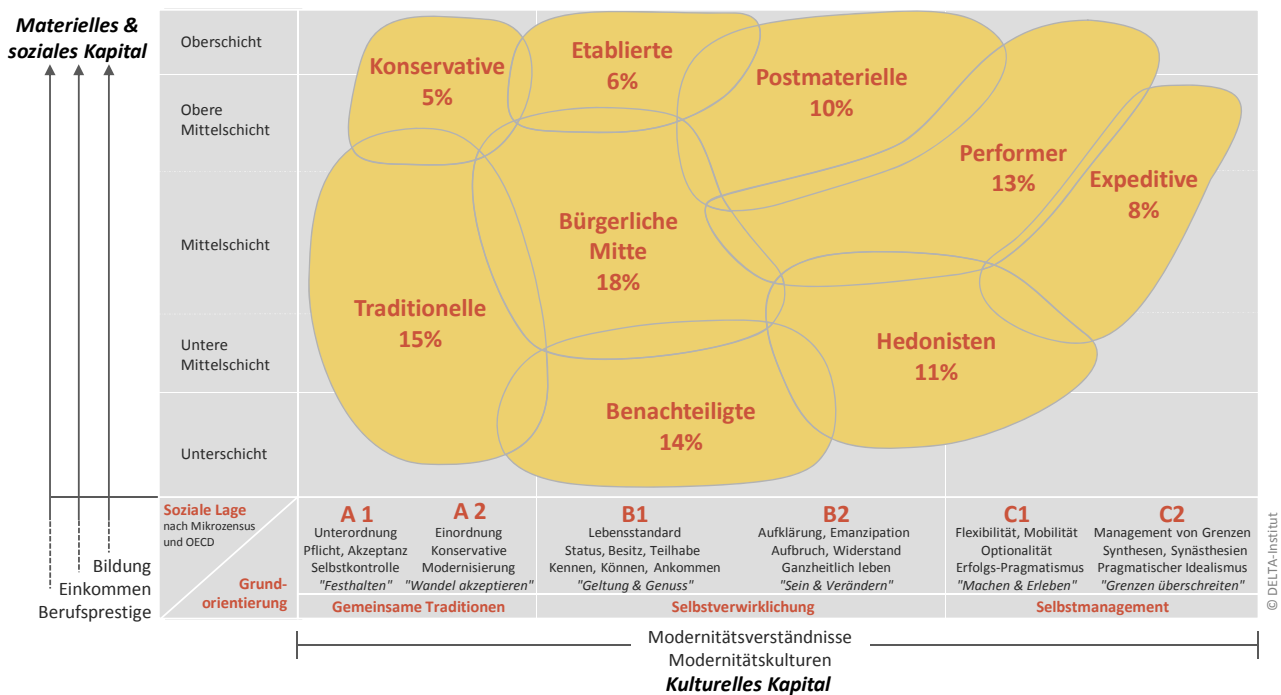 Materielles &
soziales Kapital
Oberschicht
Obere
Mittelschicht
Mittelschicht
Untere
Mittelschicht
Unterschicht
Konservative
5%
Etablierte
6%
Postmaterielle
10%
Performer
13%
Expeditive
8%
Bürgerliche
Mitte
18%
Traditionelle
15%
Hedonisten
11%
Benachteiligte
14%
Soziale Lage
nach Mikrozensus
und OECD
Grund-
orientierung
Bildung
Einkommen
Berufsprestige
A 1
Unterordnung
Pflicht, Akzeptanz
Selbstkontrolle
"Festhalten"
A 2
Einordnung
Konservative
Modernisierung
"Wandel akzeptieren"
B1
Lebensstandard
Status, Besitz, Teilhabe
Kennen, Können, Ankommen
"Geltung & Genuss"
B2
Aufklärung, Emanzipation
Aufbruch, Widerstand
Ganzheitlich leben
"Sein & Verändern"
C1
Flexibilität, Mobilität
Optionalität
Erfolgs-Pragmatismus
"Machen & Erleben"
C2
Management von Grenzen
Synthesen, Synästhesien
Pragmatischer Idealismus
"Grenzen überschreiten"
Gemeinsame Traditionen
Selbstverwirklichung
Selbstmanagement
Modernitätsverständnisse
Modernitätskulturen
Kulturelles Kapital
© DELTA-Institut